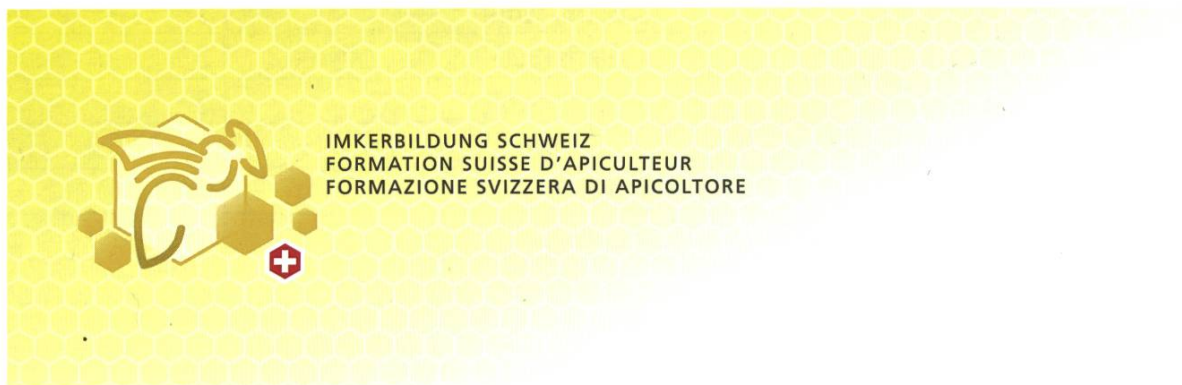 IMKERBILDUNG SCHWEIZ
FORMATION SUISSE D'APICULTEUR
FORMAZIONE SVIZZERA DI APICOLTORE